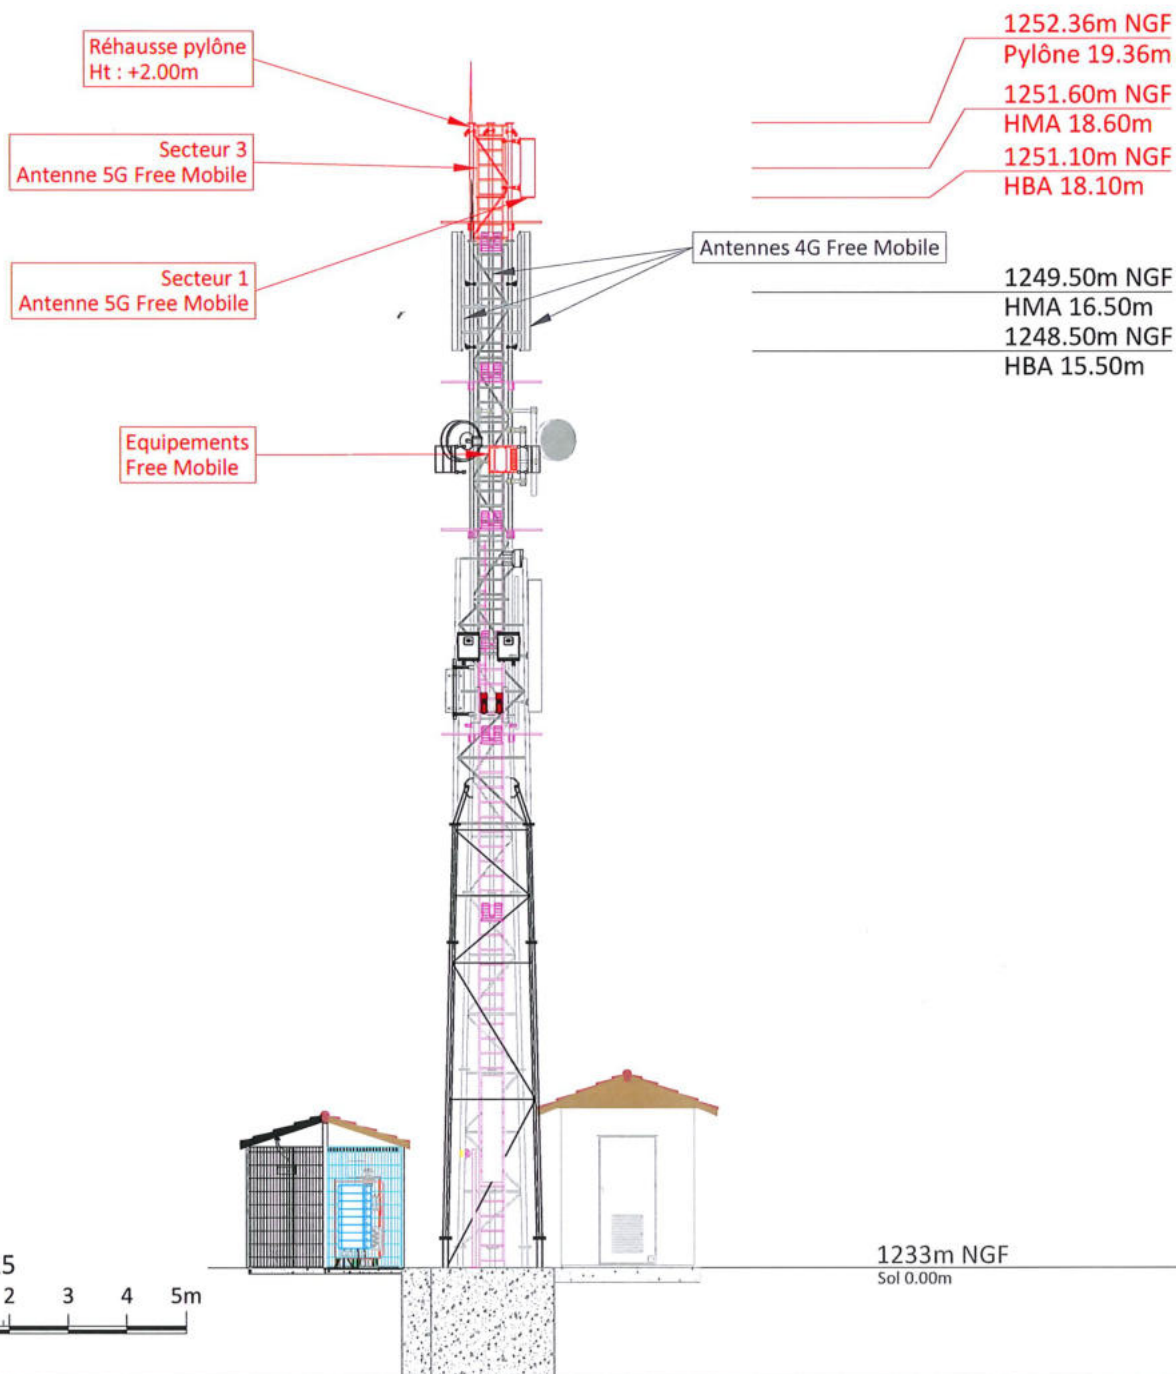 Réhausse pylône
Ht : +2.00m
Secteur 3
Antenne 5G Free Mobile
Secteur 1
Antenne 5G Free Mobile
Equipements
Free Mobile
Antennes 4G Free Mobile
1252.36m NGF
Pylône 19.36m
1251.60m NGF
HMA 18.60m
1251.10m NGF
HBA 18.10m
1249.50m NGF
HMA 16.50m
1248.50m NGF
HBA 15.50m
1233m NGF
Sol 0.00m
2 3 4 5m